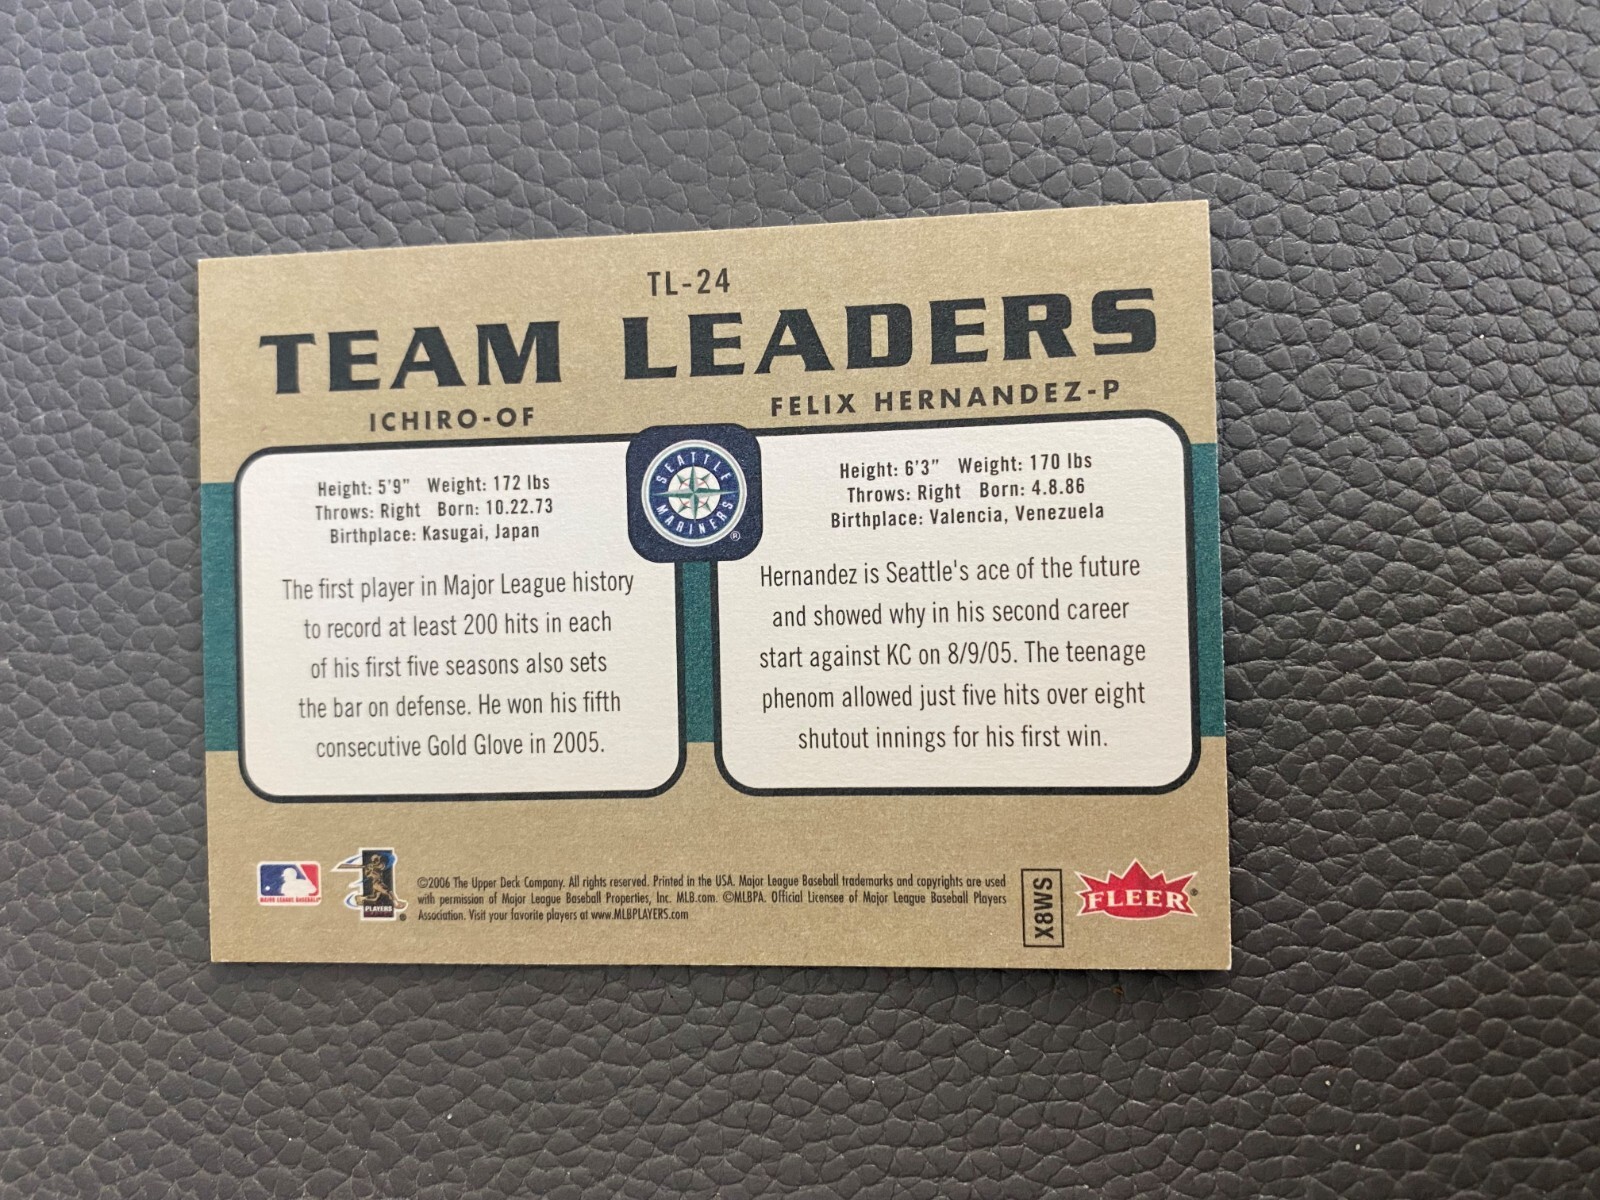 TL-24
TEAM LEADERS
ICHIRO-OF
Height: 5'9" Weight: 172 lbs
Throws: Right Born: 10.22.73
Birthplace: Kasugai, Japan
The first player in Major League history
to record at least 200 hits in each
of his first five seasons also sets
the bar on defense. He won his fifth
consecutive Gold Glove in 2005.
SEATTLE
MARINERS
®
FELIX HERNANDEZ-P
Height: 6'3" Weight: 170 lbs
Throws: Right Born: 4.8.86
Birthplace: Valencia, Venezuela
Hernandez is Seattle's ace of the future
and showed why in his second career
start against KC on 8/9/05. The teenage
phenom allowed just five hits over eight
shutout innings for his first win.
MAJOR LEAGUE BASEBALL
PLAYERS
®
©2006 The Upper Deck Company. All rights reserved. Printed in the USA. Major League Baseball trademarks and copyrights are used
with permission of Major League Baseball Properties, Inc. MLB.com. ©MLBPA. Official Licensee of Major League Baseball Players
Association. Visit your favorite players at www.MLBPLAYERS.com
X8WS
FLEER®